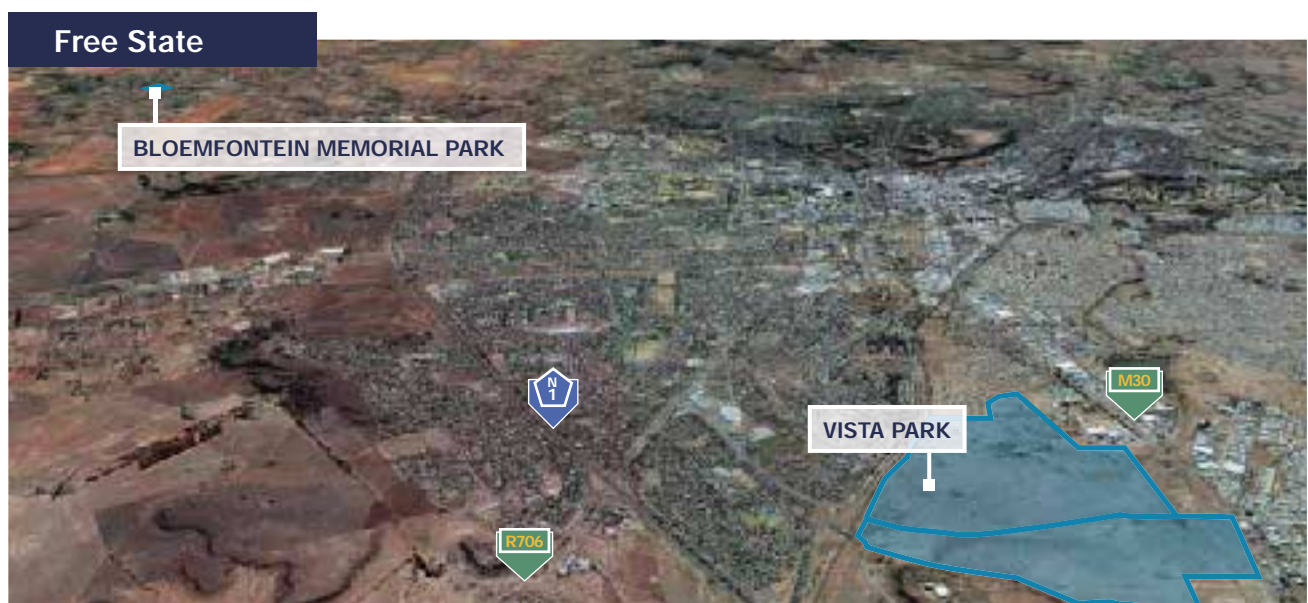 Free State
BLOEMFONTEIN MEMORIAL PARK
N
1
M30
VISTA PARK
R706